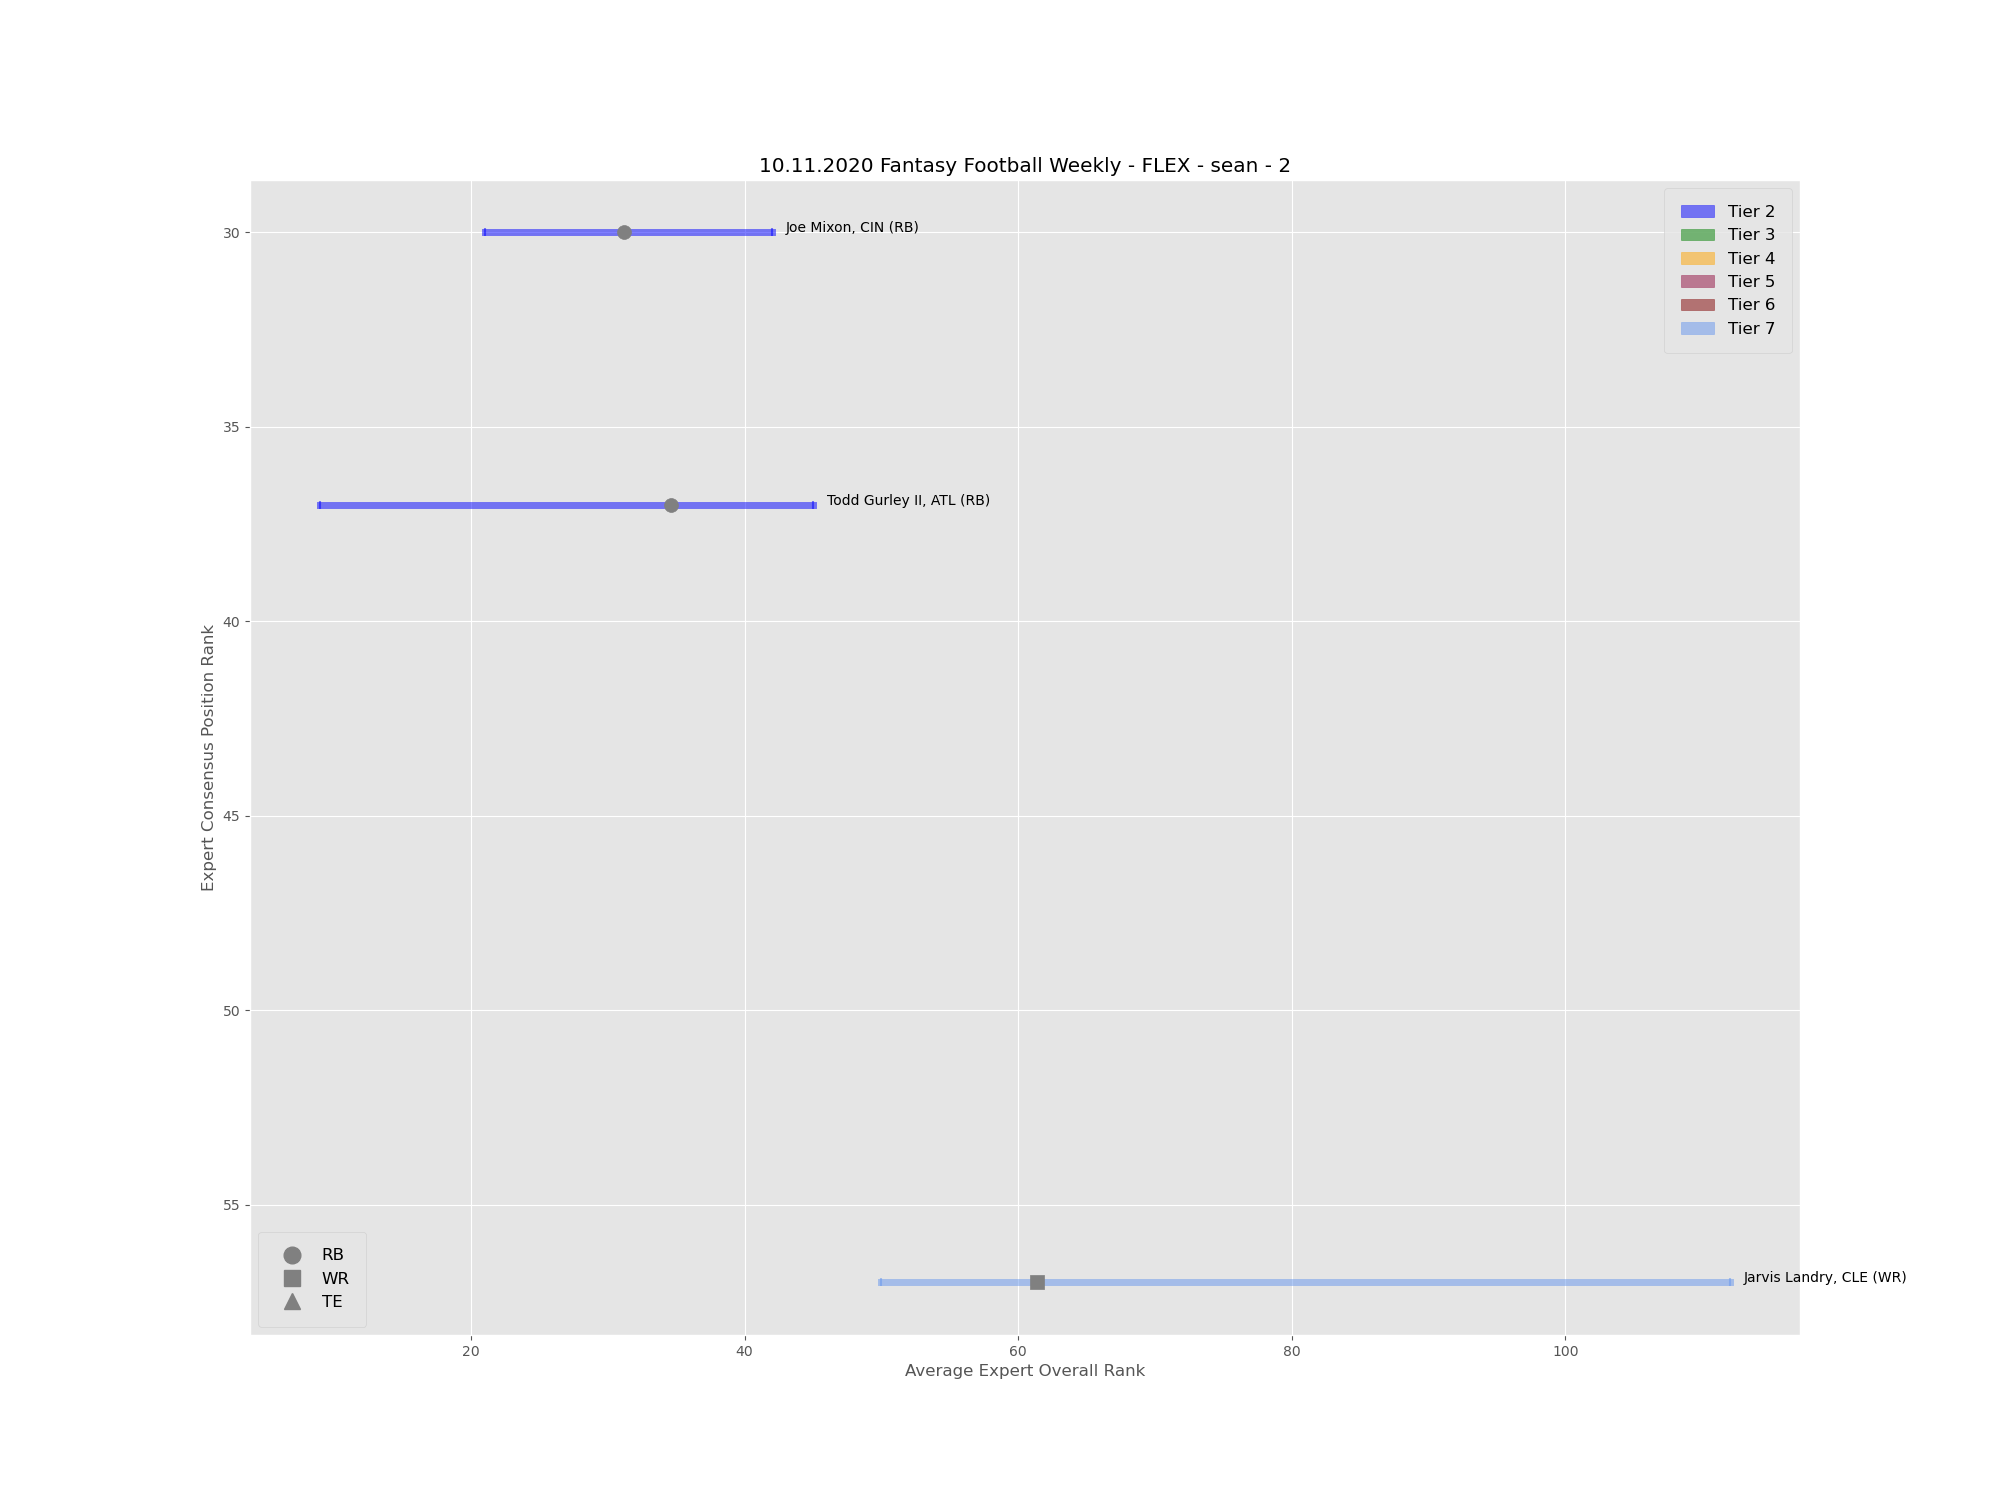 10.11.2020 Fantasy Football Weekly - FLEX - sean - 2
Tier 2
Tier 3
Tier 4
Tier 5
Tier 6
Tier 7
Joe Mixon, CIN (RB)
Todd Gurley II, ATL (RB)
Jarvis Landry, CLE (WR)
Expert Consensus Position Rank
30
35
40
45
50
55
RB
WR
TE
20 40 60 80 100
Average Expert Overall Rank